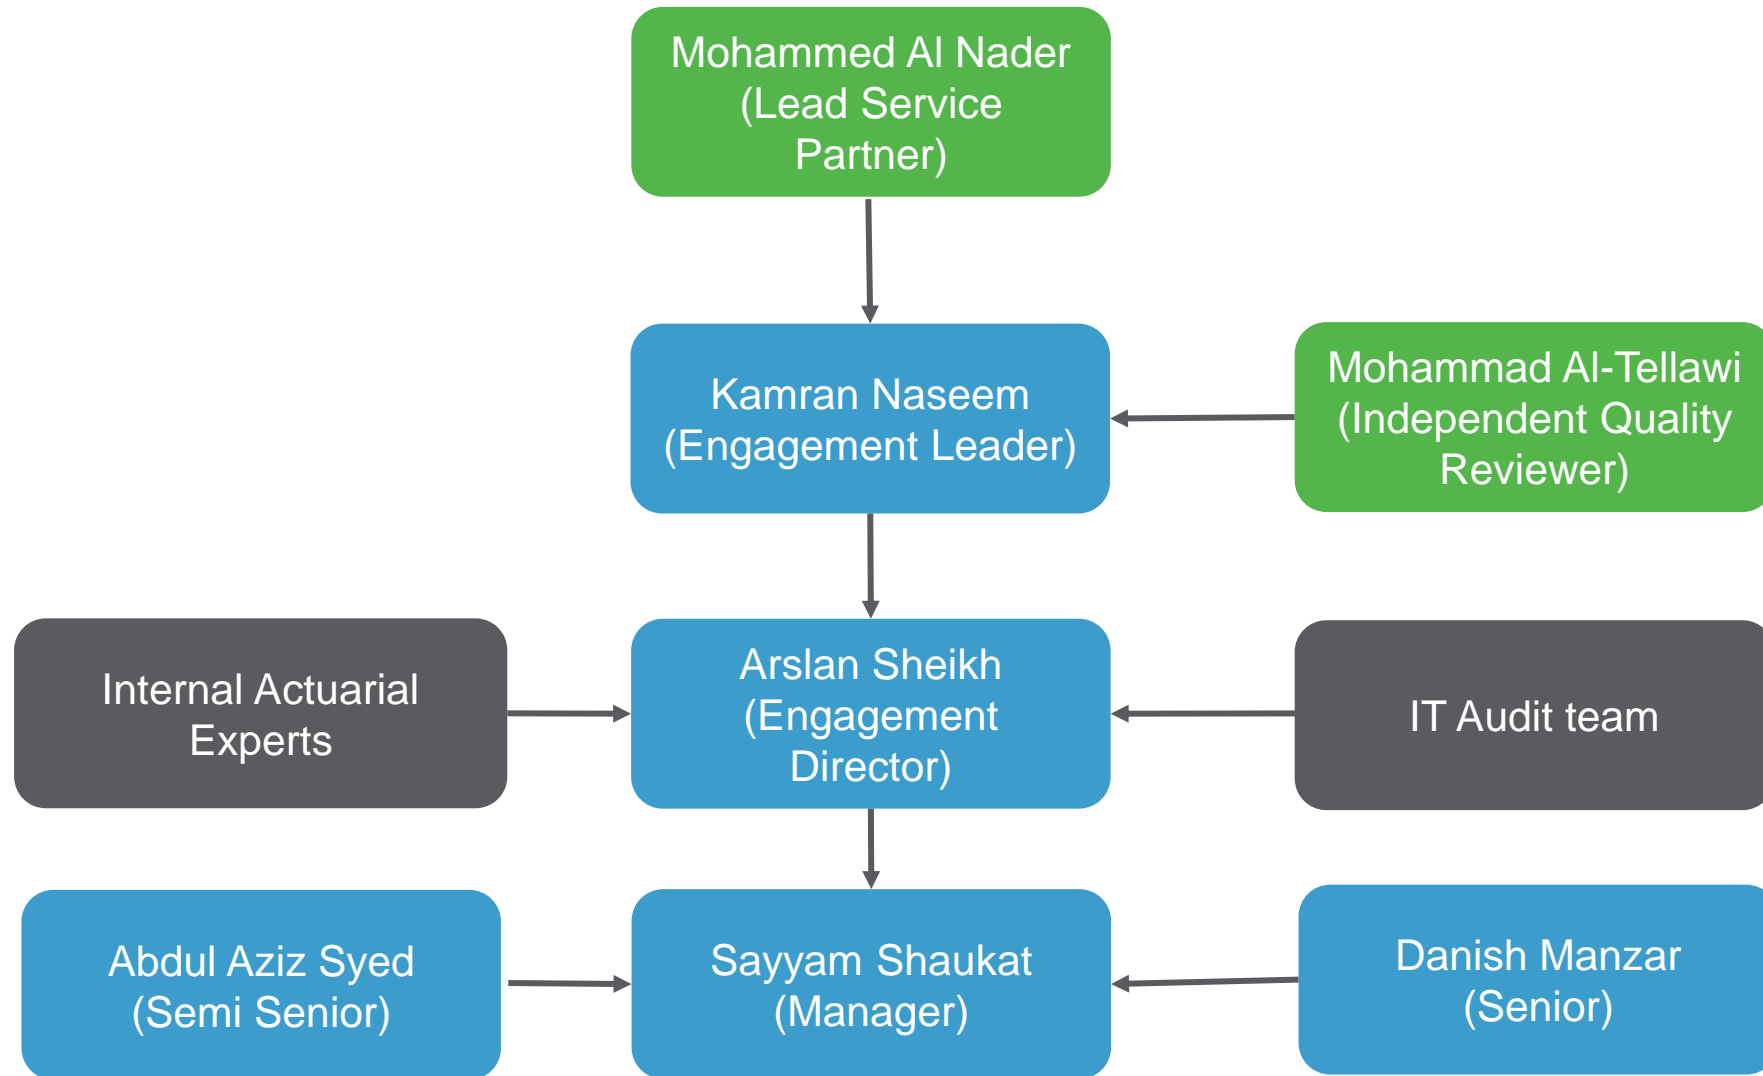 Mohammed Al Nader
(Lead Service
Partner)
Kamran Naseem
(Engagement Leader)
Mohammad Al-Tellawi
(Independent Quality
Reviewer)
Internal Actuarial
Experts
Arslan Sheikh
(Engagement
Director)
IT Audit team
Abdul Aziz Syed
(Semi Senior)
Sayyam Shaukat
(Manager)
Danish Manzar
(Senior)